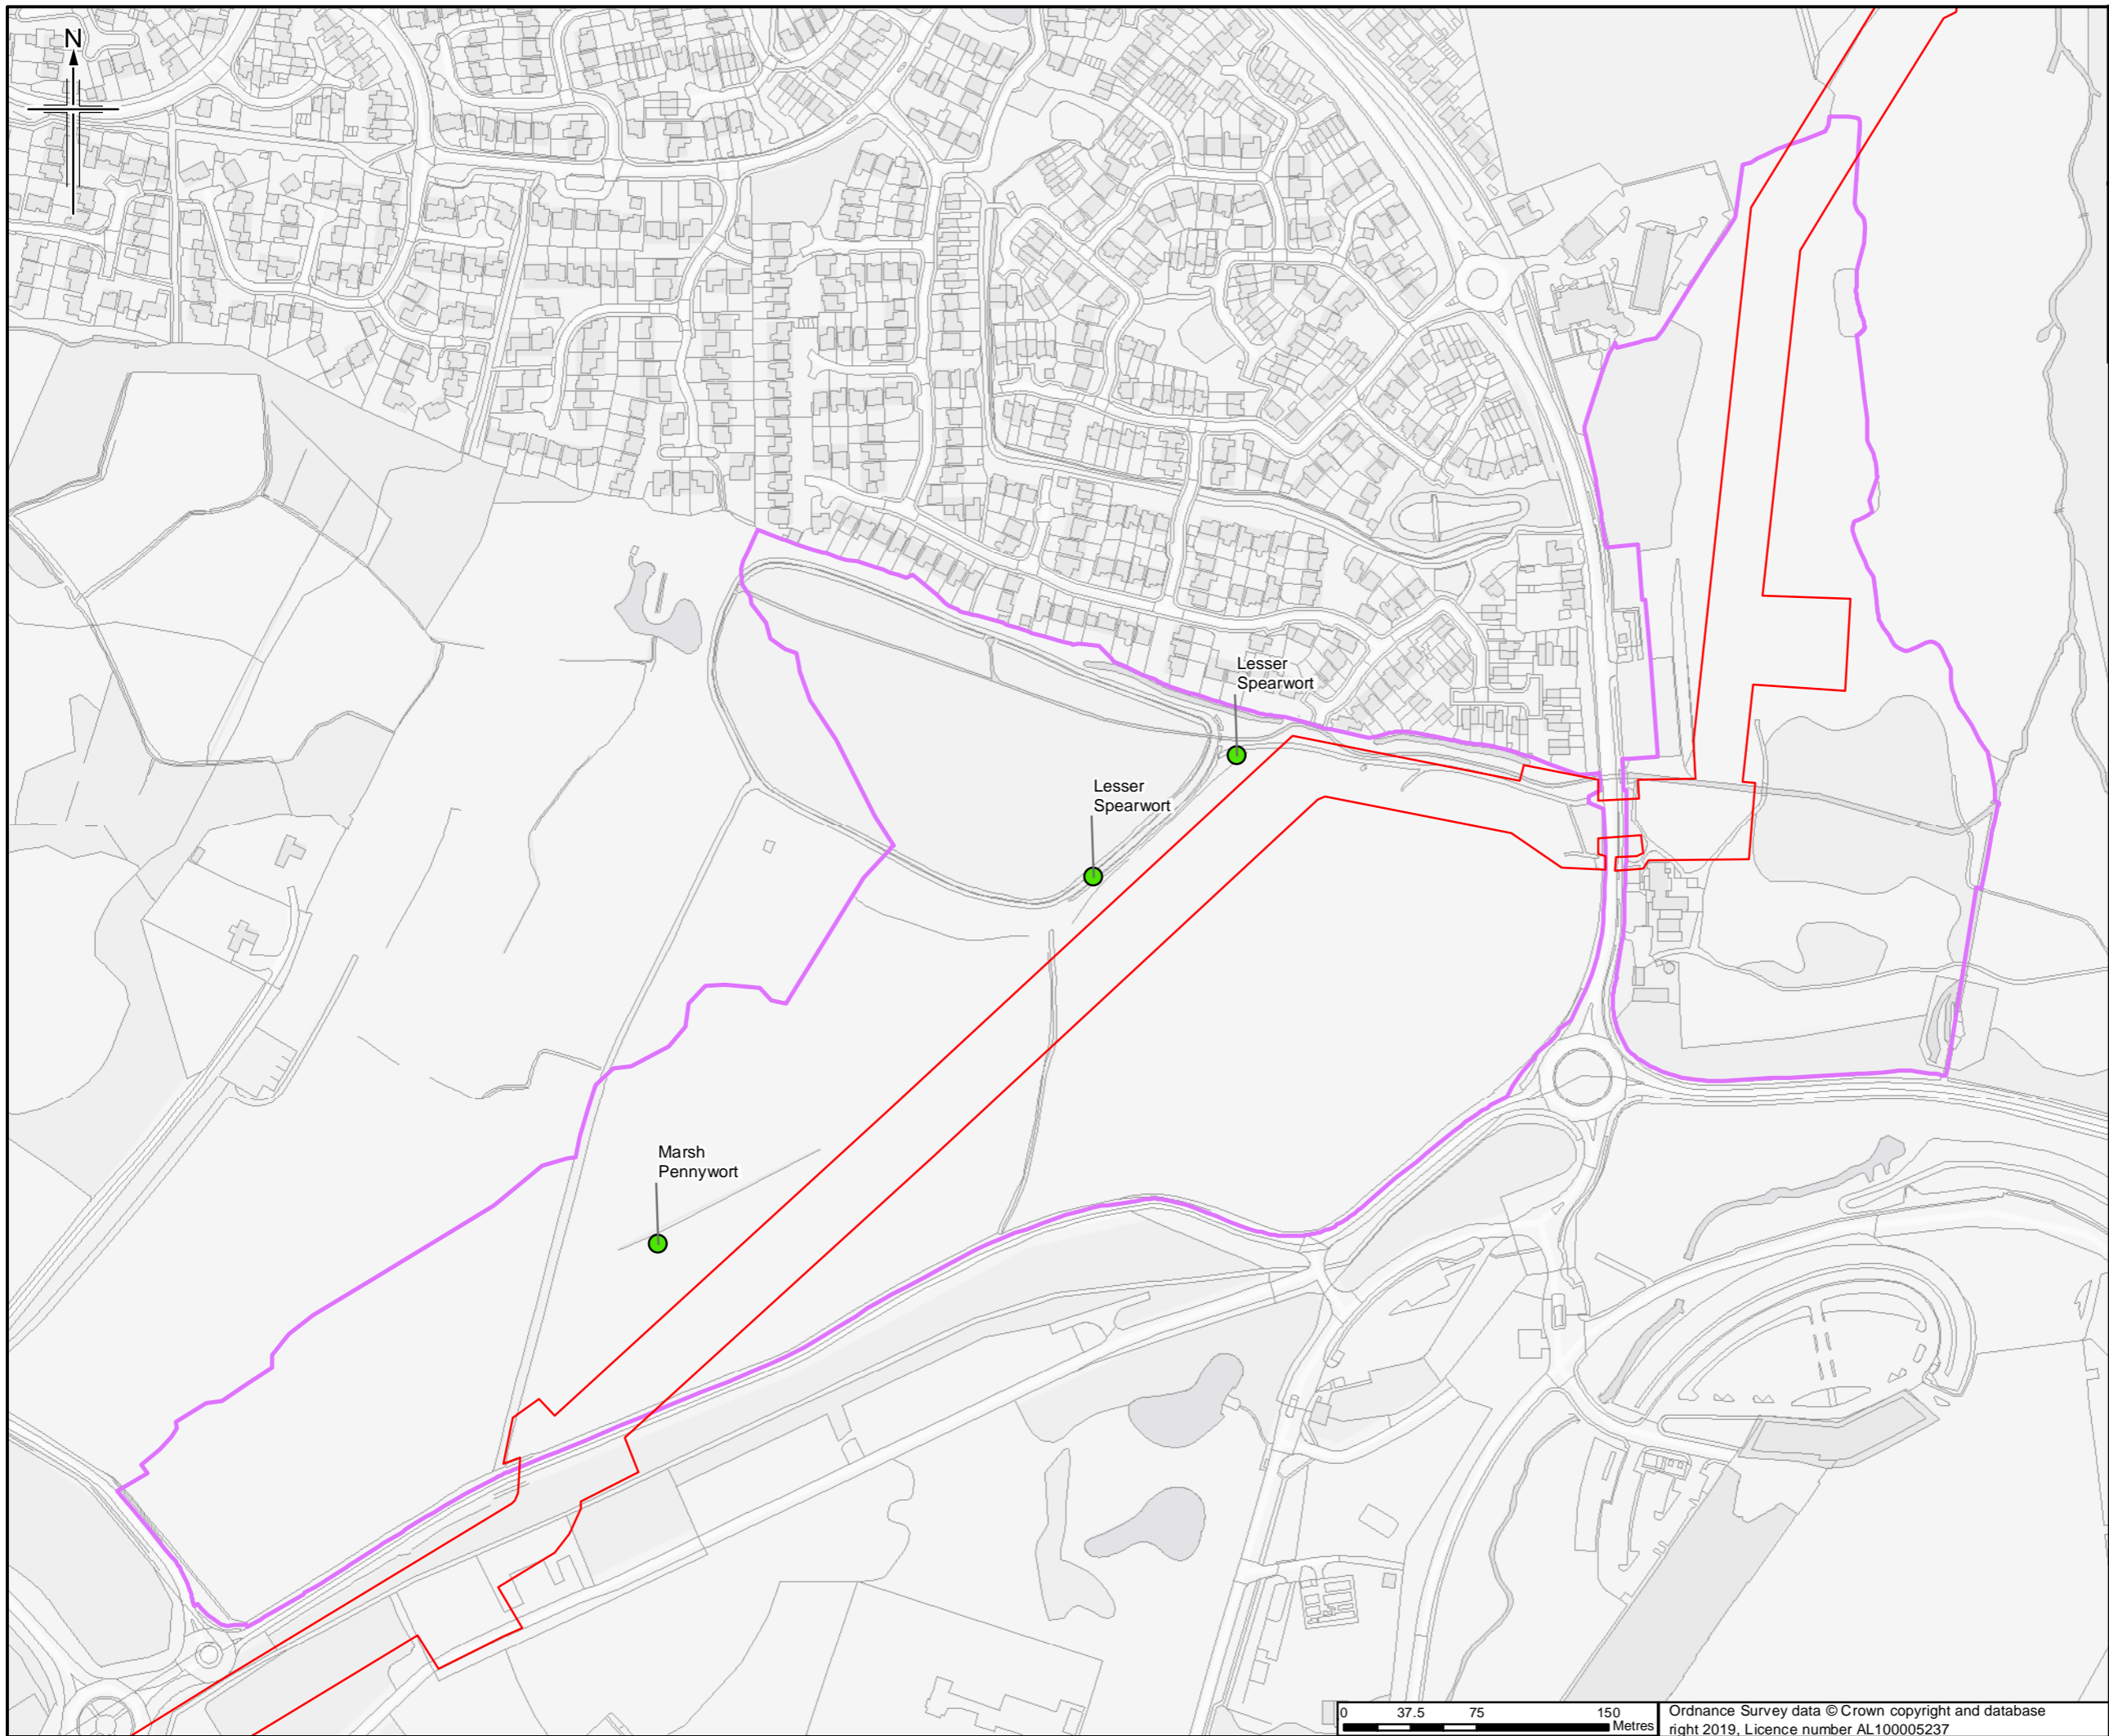 N
Lesser
Spearwort
Lesser
Spearwort
Marsh
Pennywort
0 37.5 75 150
Metres
Ordnance Survey data © Crown copyright and database
right 2019, Licence number AL100005237